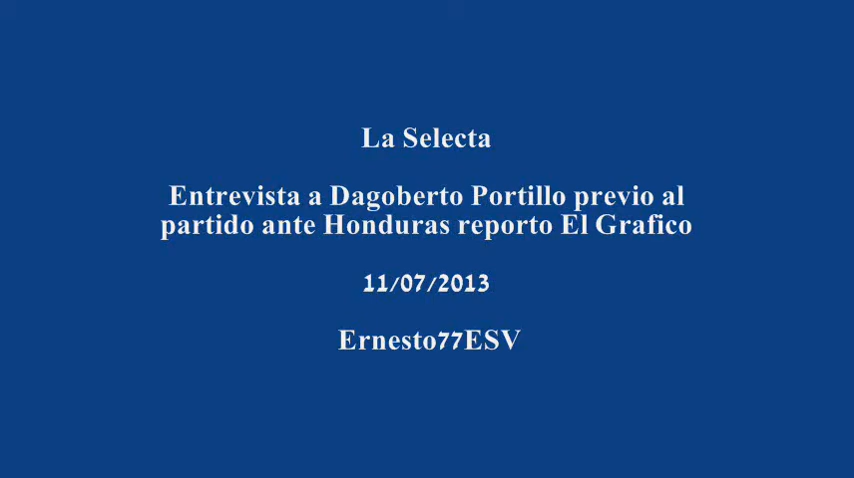 La Selecta
Entrevista a Dagoberto Portillo previo al
partido ante Honduras reporto El Grafico
11/07/2013
Ernesto77ESV